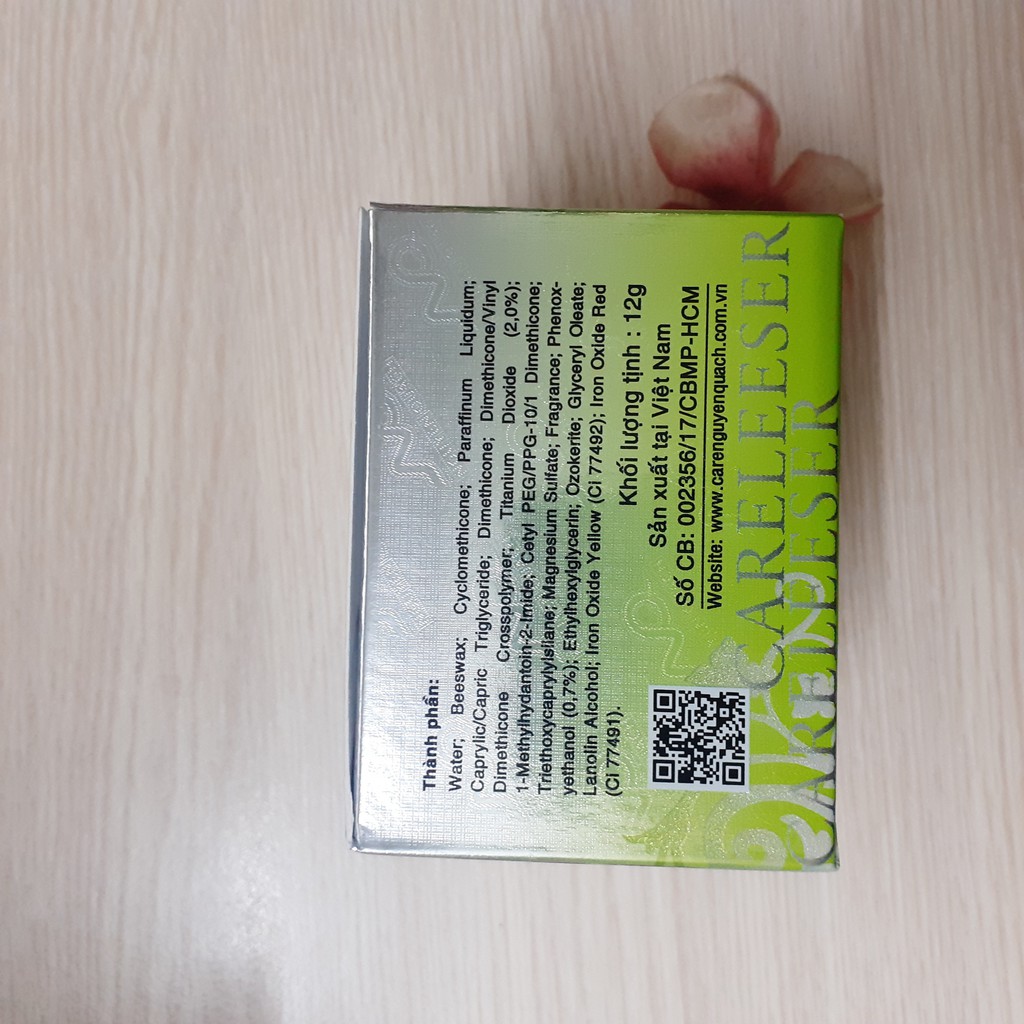 Thành phần:
Water; Beeswax; Cyclomethicone; Paraffinum Liquidum;
Caprylic/Capric Triglyceride; Dimethicone; Dimethicone/Vinyl
Dimethicone Crosspolymer; Titanium Dioxide (2,0%);
1-Methylhydantoin-2-Imide; Cetyl PEG/PPG-10/1 Dimethicone;
Triethoxycaprylylsilane; Magnesium Sulfate; Fragrance; Phenox-
yethanol (0,7%); Ethylhexylglycerin; Ozokerite; Glyceryl Oleate;
Lanolin Alcohol; Iron Oxide Yellow (Ci 77492); Iron Oxide Red
(Ci 77491).
Khối lượng tịnh : 12g
Sản xuất tại Việt Nam
Số CB: 002356/17/CBMP-HCM
Website: www.carenguyenquach.com.vn
CARELEESER
CARELEESER